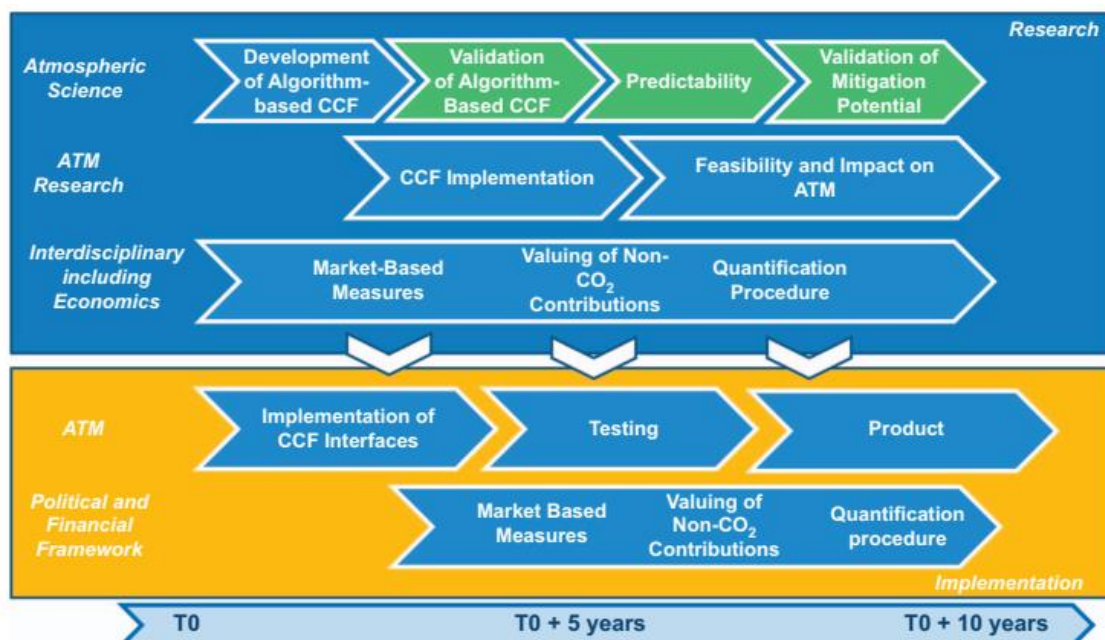 Research
Atmospheric
Science
Development
of Algorithm-
based CCF
Validation
of Algorithm-
Based CCF
Predictability
Validation of
Mitigation
Potential
ATM
Research
CCF Implementation
Feasibility and Impact on
ATM
Interdisciplinary
including
Economics
Market-Based
Measures
Valuing of Non-
CO₂
Contributions
Quantification
Procedure
ATM
Implementation of
CCF Interfaces
Testing
Product
Political and
Financial
Framework
Market Based
Measures
Valuing of
Non-CO₂
Contributions
Quantification
procedure
Implementation
T0
T0 + 5 years
T0 + 10 years